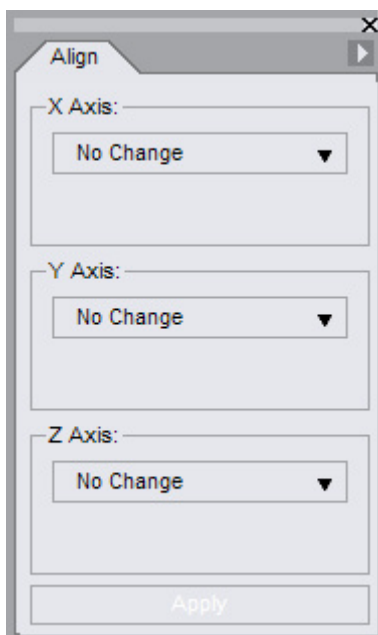 Align
X Axis:
No Change
Y Axis:
No Change
Z Axis:
No Change
Apply